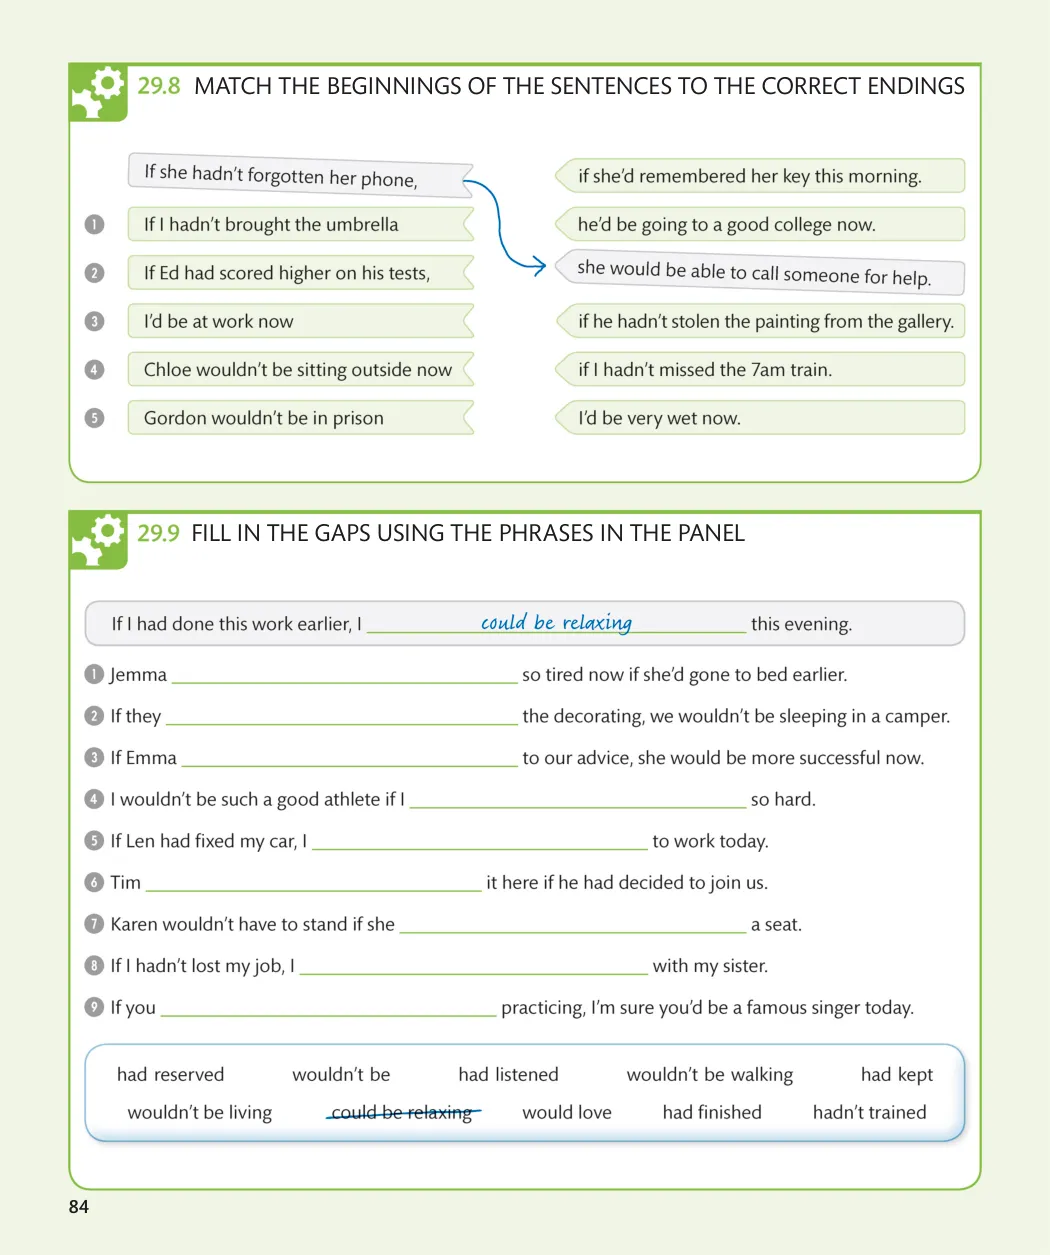 29.8 MATCH THE BEGINNINGS OF THE SENTENCES TO THE CORRECT ENDINGS
If she hadn't forgotten her phone,
1 If I hadn't brought the umbrella
2 If Ed had scored higher on his tests,
3 I'd be at work now
4 Chloe wouldn't be sitting outside now
5 Gordon wouldn't be in prison
if she'd remembered her key this morning.
he'd be going to a good college now.
she would be able to call someone for help.
if he hadn't stolen the painting from the gallery.
if I hadn't missed the 7am train.
I'd be very wet now.
29.9 FILL IN THE GAPS USING THE PHRASES IN THE PANEL
If I had done this work earlier, I could be relaxing this evening.
1 Jemma ______ so tired now if she'd gone to bed earlier.
2 If they ______ the decorating, we wouldn't be sleeping in a camper.
3 If Emma ______ to our advice, she would be more successful now.
4 I wouldn't be such a good athlete if I ______ so hard.
5 If Len had fixed my car, I ______ to work today.
6 Tim ______ it here if he had decided to join us.
7 Karen wouldn't have to stand if she ______ a seat.
8 If I hadn't lost my job, I ______ with my sister.
9 If you ______ practicing, I'm sure you'd be a famous singer today.
had reserved wouldn't be had listened wouldn't be walking had kept
wouldn't be living could be relaxing would love had finished hadn't trained
84